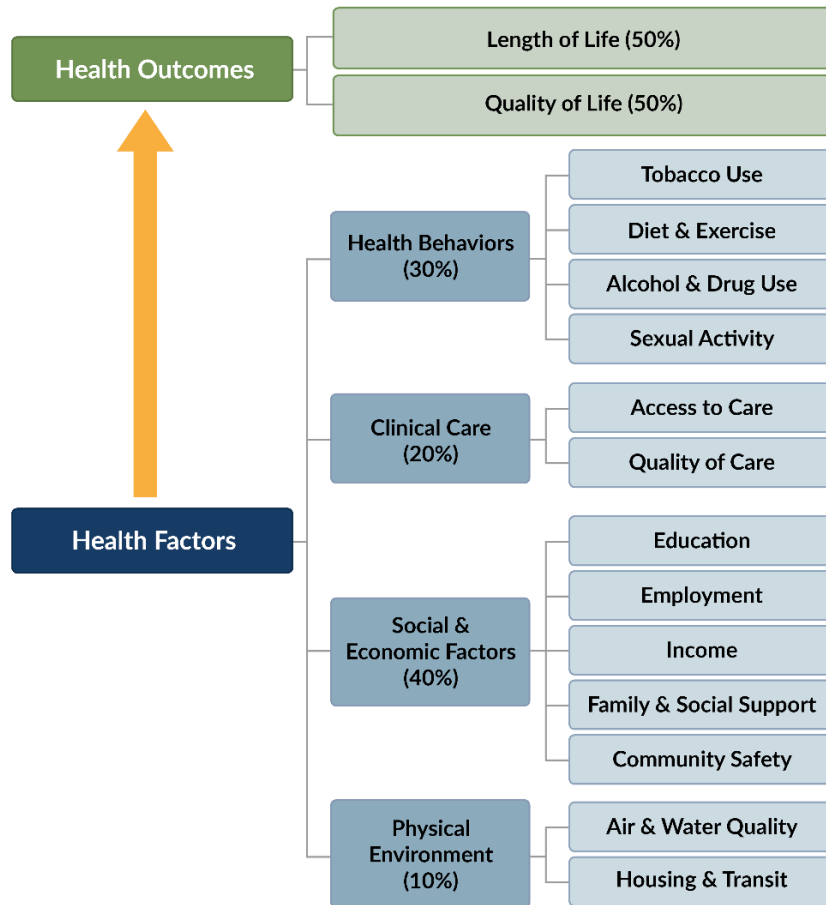 Health Outcomes
Length of Life (50%)
Quality of Life (50%)
Health Factors
Health Behaviors
(30%)
Tobacco Use
Diet & Exercise
Alcohol & Drug Use
Sexual Activity
Clinical Care
(20%)
Access to Care
Quality of Care
Social &
Economic Factors
(40%)
Education
Employment
Income
Family & Social Support
Community Safety
Physical
Environment
(10%)
Air & Water Quality
Housing & Transit